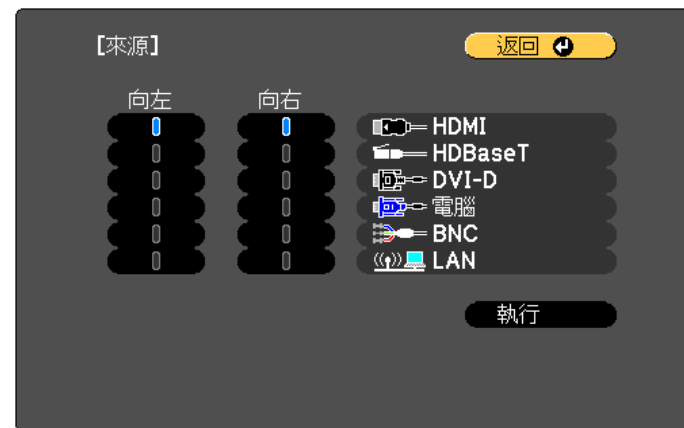 【來源】
返回
向左 向右
HDMI
HDBaseT
DVI-D
電腦
BNC
LAN
執行